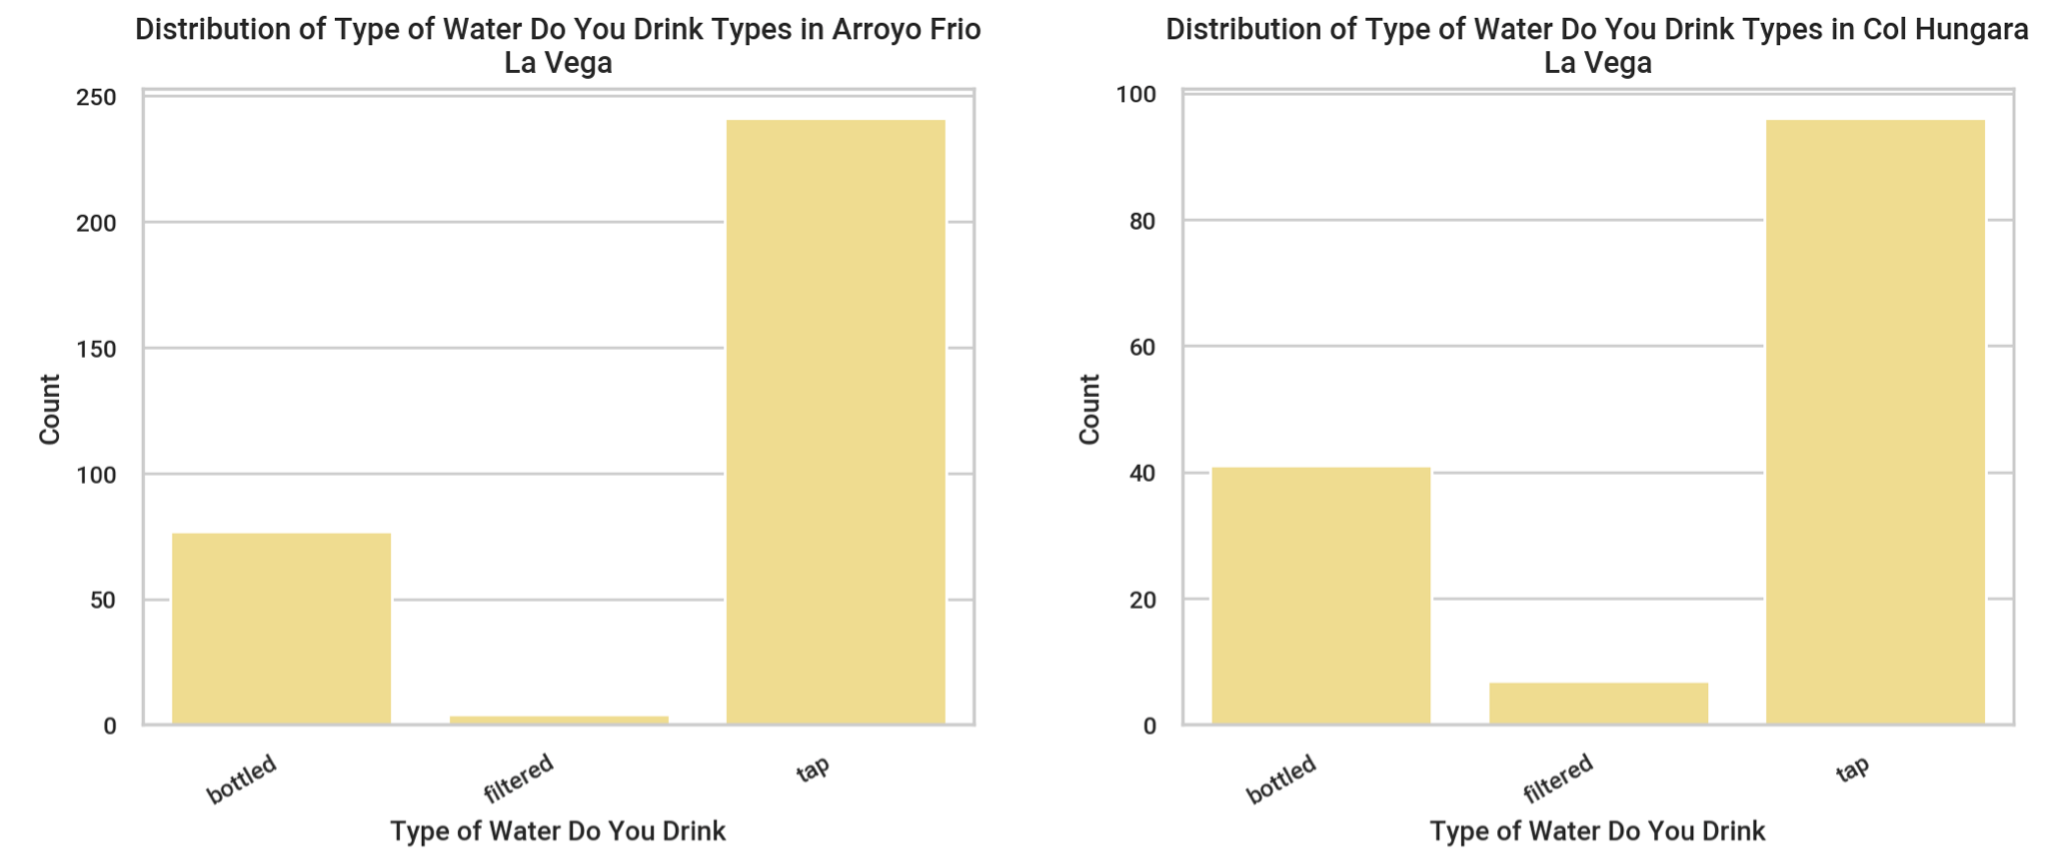 Distribution of Type of Water Do You Drink Types in Arroyo Frio
La Vega
250
200
150
100
50
0
Count
bottled
filtered
tap
Type of Water Do You Drink
Distribution of Type of Water Do You Drink Types in Col Hungara
La Vega
100
80
60
40
20
0
Count
bottled
filtered
tap
Type of Water Do You Drink